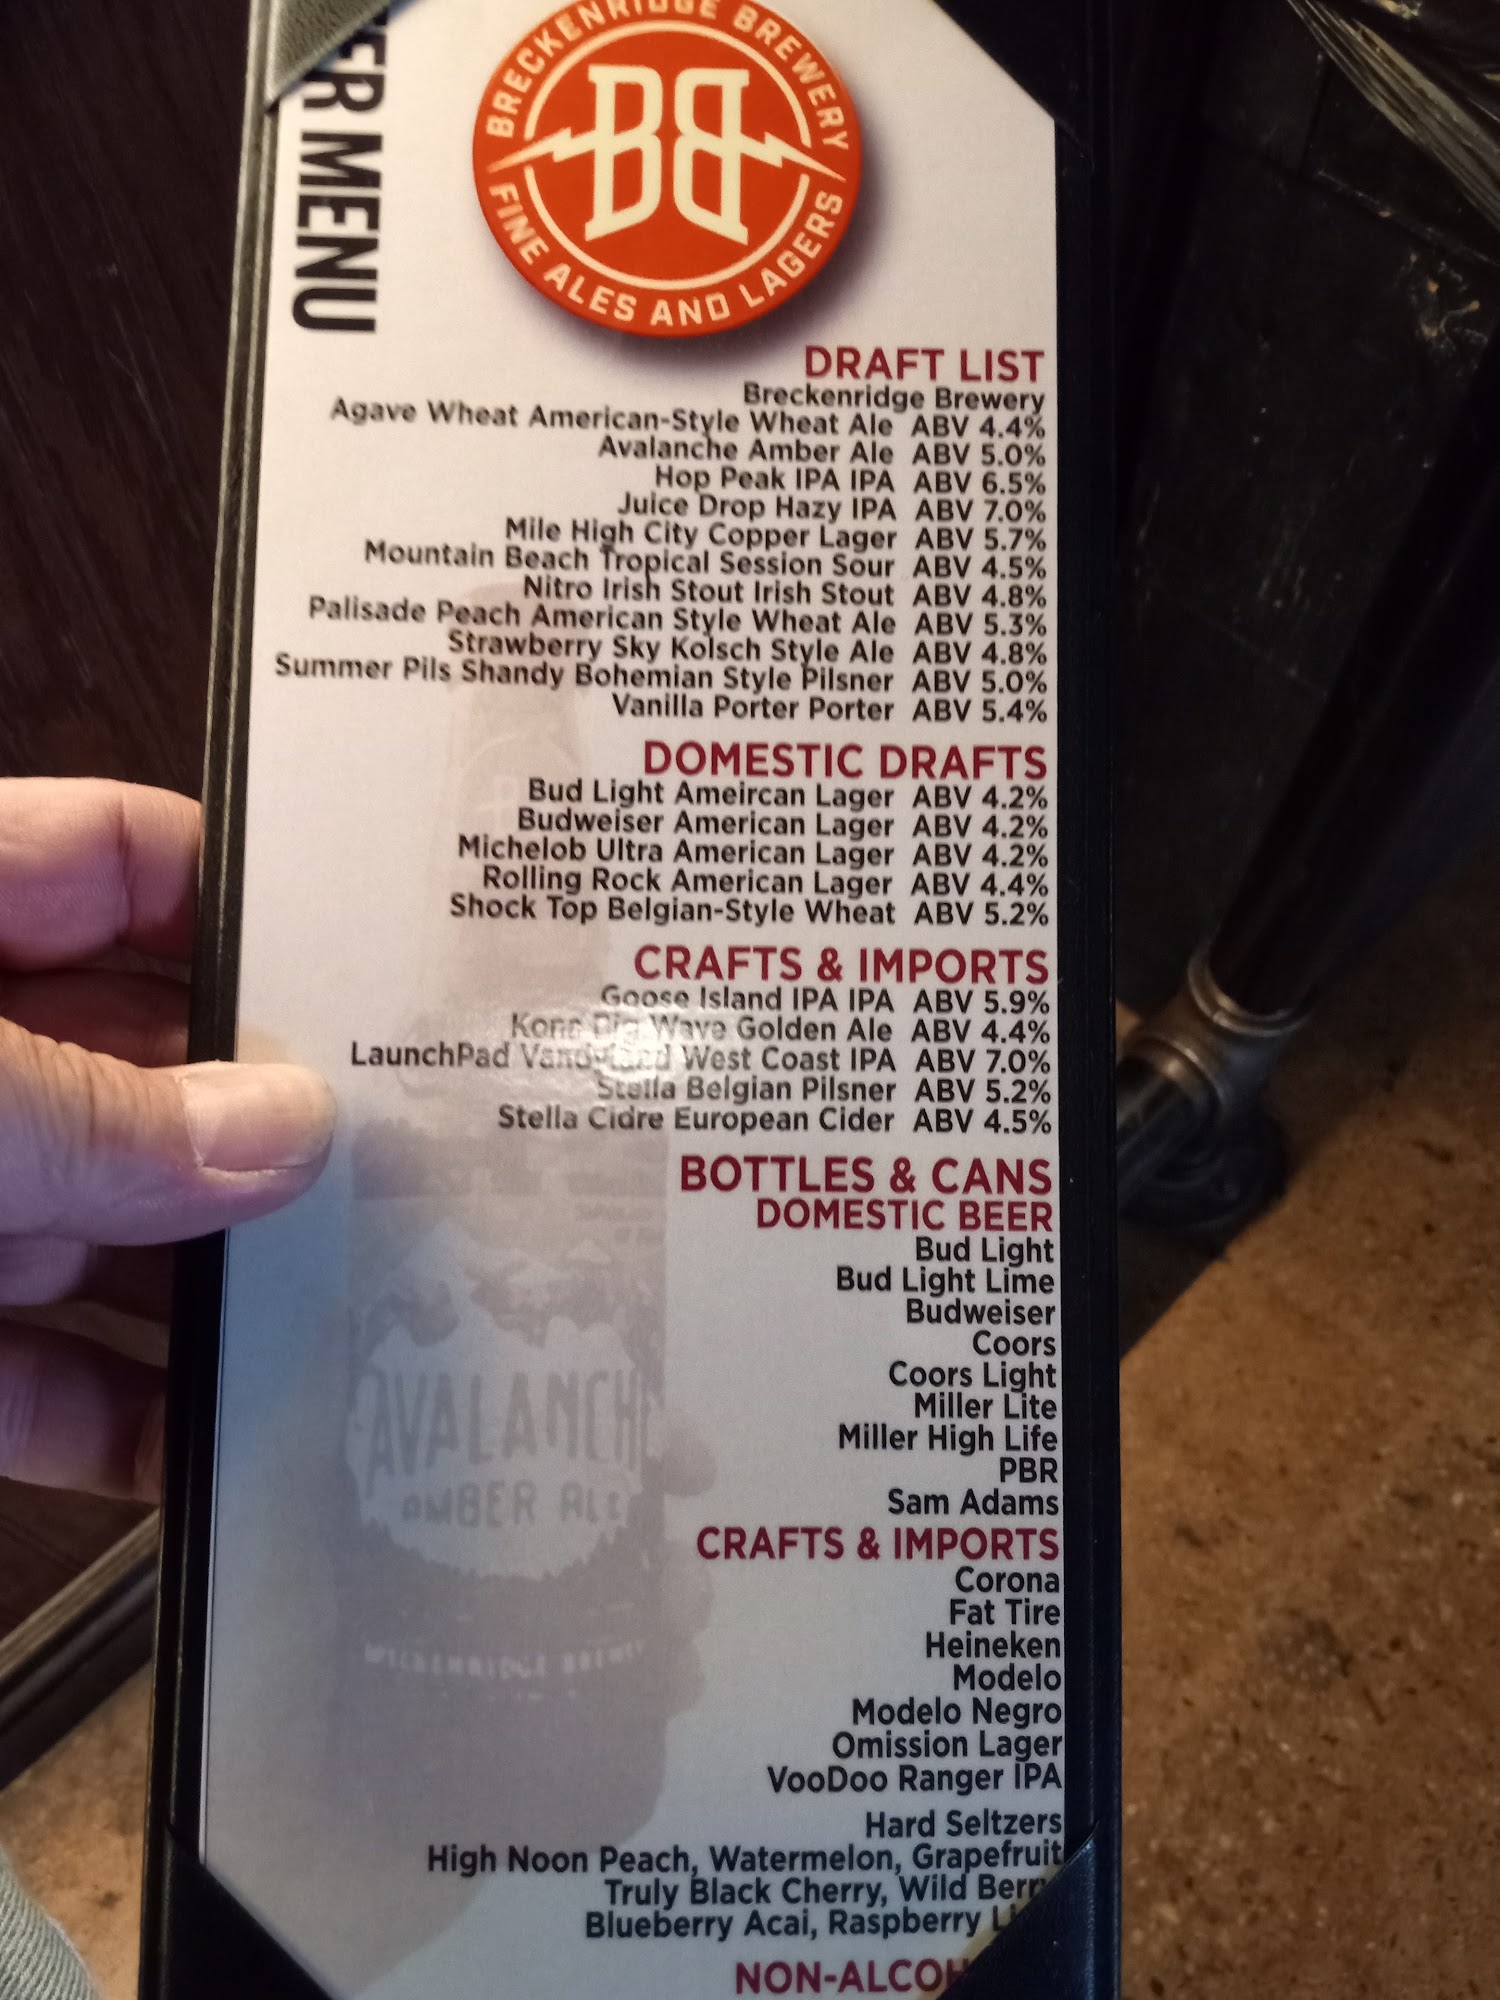 ER MENU
BRECKENRIDGE BREWERY
BB
FINE ALES AND LAGERS
DRAFT LIST
Breckenridge Brewery
Agave Wheat American-Style Wheat Ale ABV 4.4%
Avalanche Amber Ale ABV 5.0%
Hop Peak IPA IPA ABV 6.5%
Juice Drop Hazy IPA ABV 7.0%
Mile High City Copper Lager ABV 5.7%
Mountain Beach Tropical Session Sour ABV 4.5%
Nitro Irish Stout Irish Stout ABV 4.8%
Palisade Peach American Style Wheat Ale ABV 5.3%
Strawberry Sky Kolsch Style Ale ABV 4.8%
Summer Pils Shandy Bohemian Style Pilsner ABV 5.0%
Vanilla Porter Porter ABV 5.4%
DOMESTIC DRAFTS
Bud Light Ameircan Lager ABV 4.2%
Budweiser American Lager ABV 4.2%
Michelob Ultra American Lager ABV 4.2%
Rolling Rock American Lager ABV 4.4%
Shock Top Belgian-Style Wheat ABV 5.2%
CRAFTS & IMPORTS
Goose Island IPA IPA ABV 5.9%
Kona Big Wave Golden Ale ABV 4.4%
LaunchPad West Coast IPA ABV 7.0%
Stella Belgian Pilsner ABV 5.2%
Stella Cidre European Cider ABV 4.5%
BOTTLES & CANS
DOMESTIC BEER
Bud Light
Bud Light Lime
Budweiser
Coors
Coors Light
Miller Lite
Miller High Life
PBR
Sam Adams
CRAFTS & IMPORTS
Corona
Fat Tire
Heineken
Modelo
Modelo Negro
Omission Lager
VooDoo Ranger IPA
Hard Seltzers
High Noon Peach, Watermelon, Grapefruit
Truly Black Cherry, Wild Berry
Blueberry Acai, Raspberry
NON-ALCOH
AVALANCHE
AMBER ALE
BRECKENRIDGE BREWERY